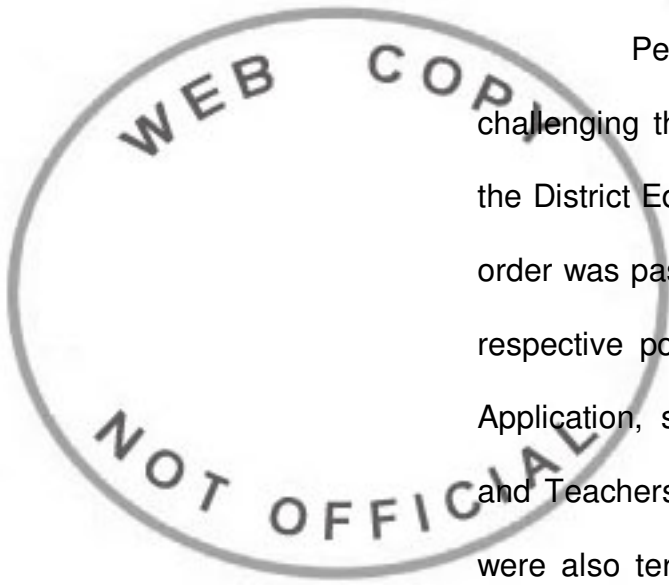 WEB COPY
Pe
challenging th
the District Ed
order was pas
respective po
Application, s
and Teachers
were also ter
NOT OFFICIAL